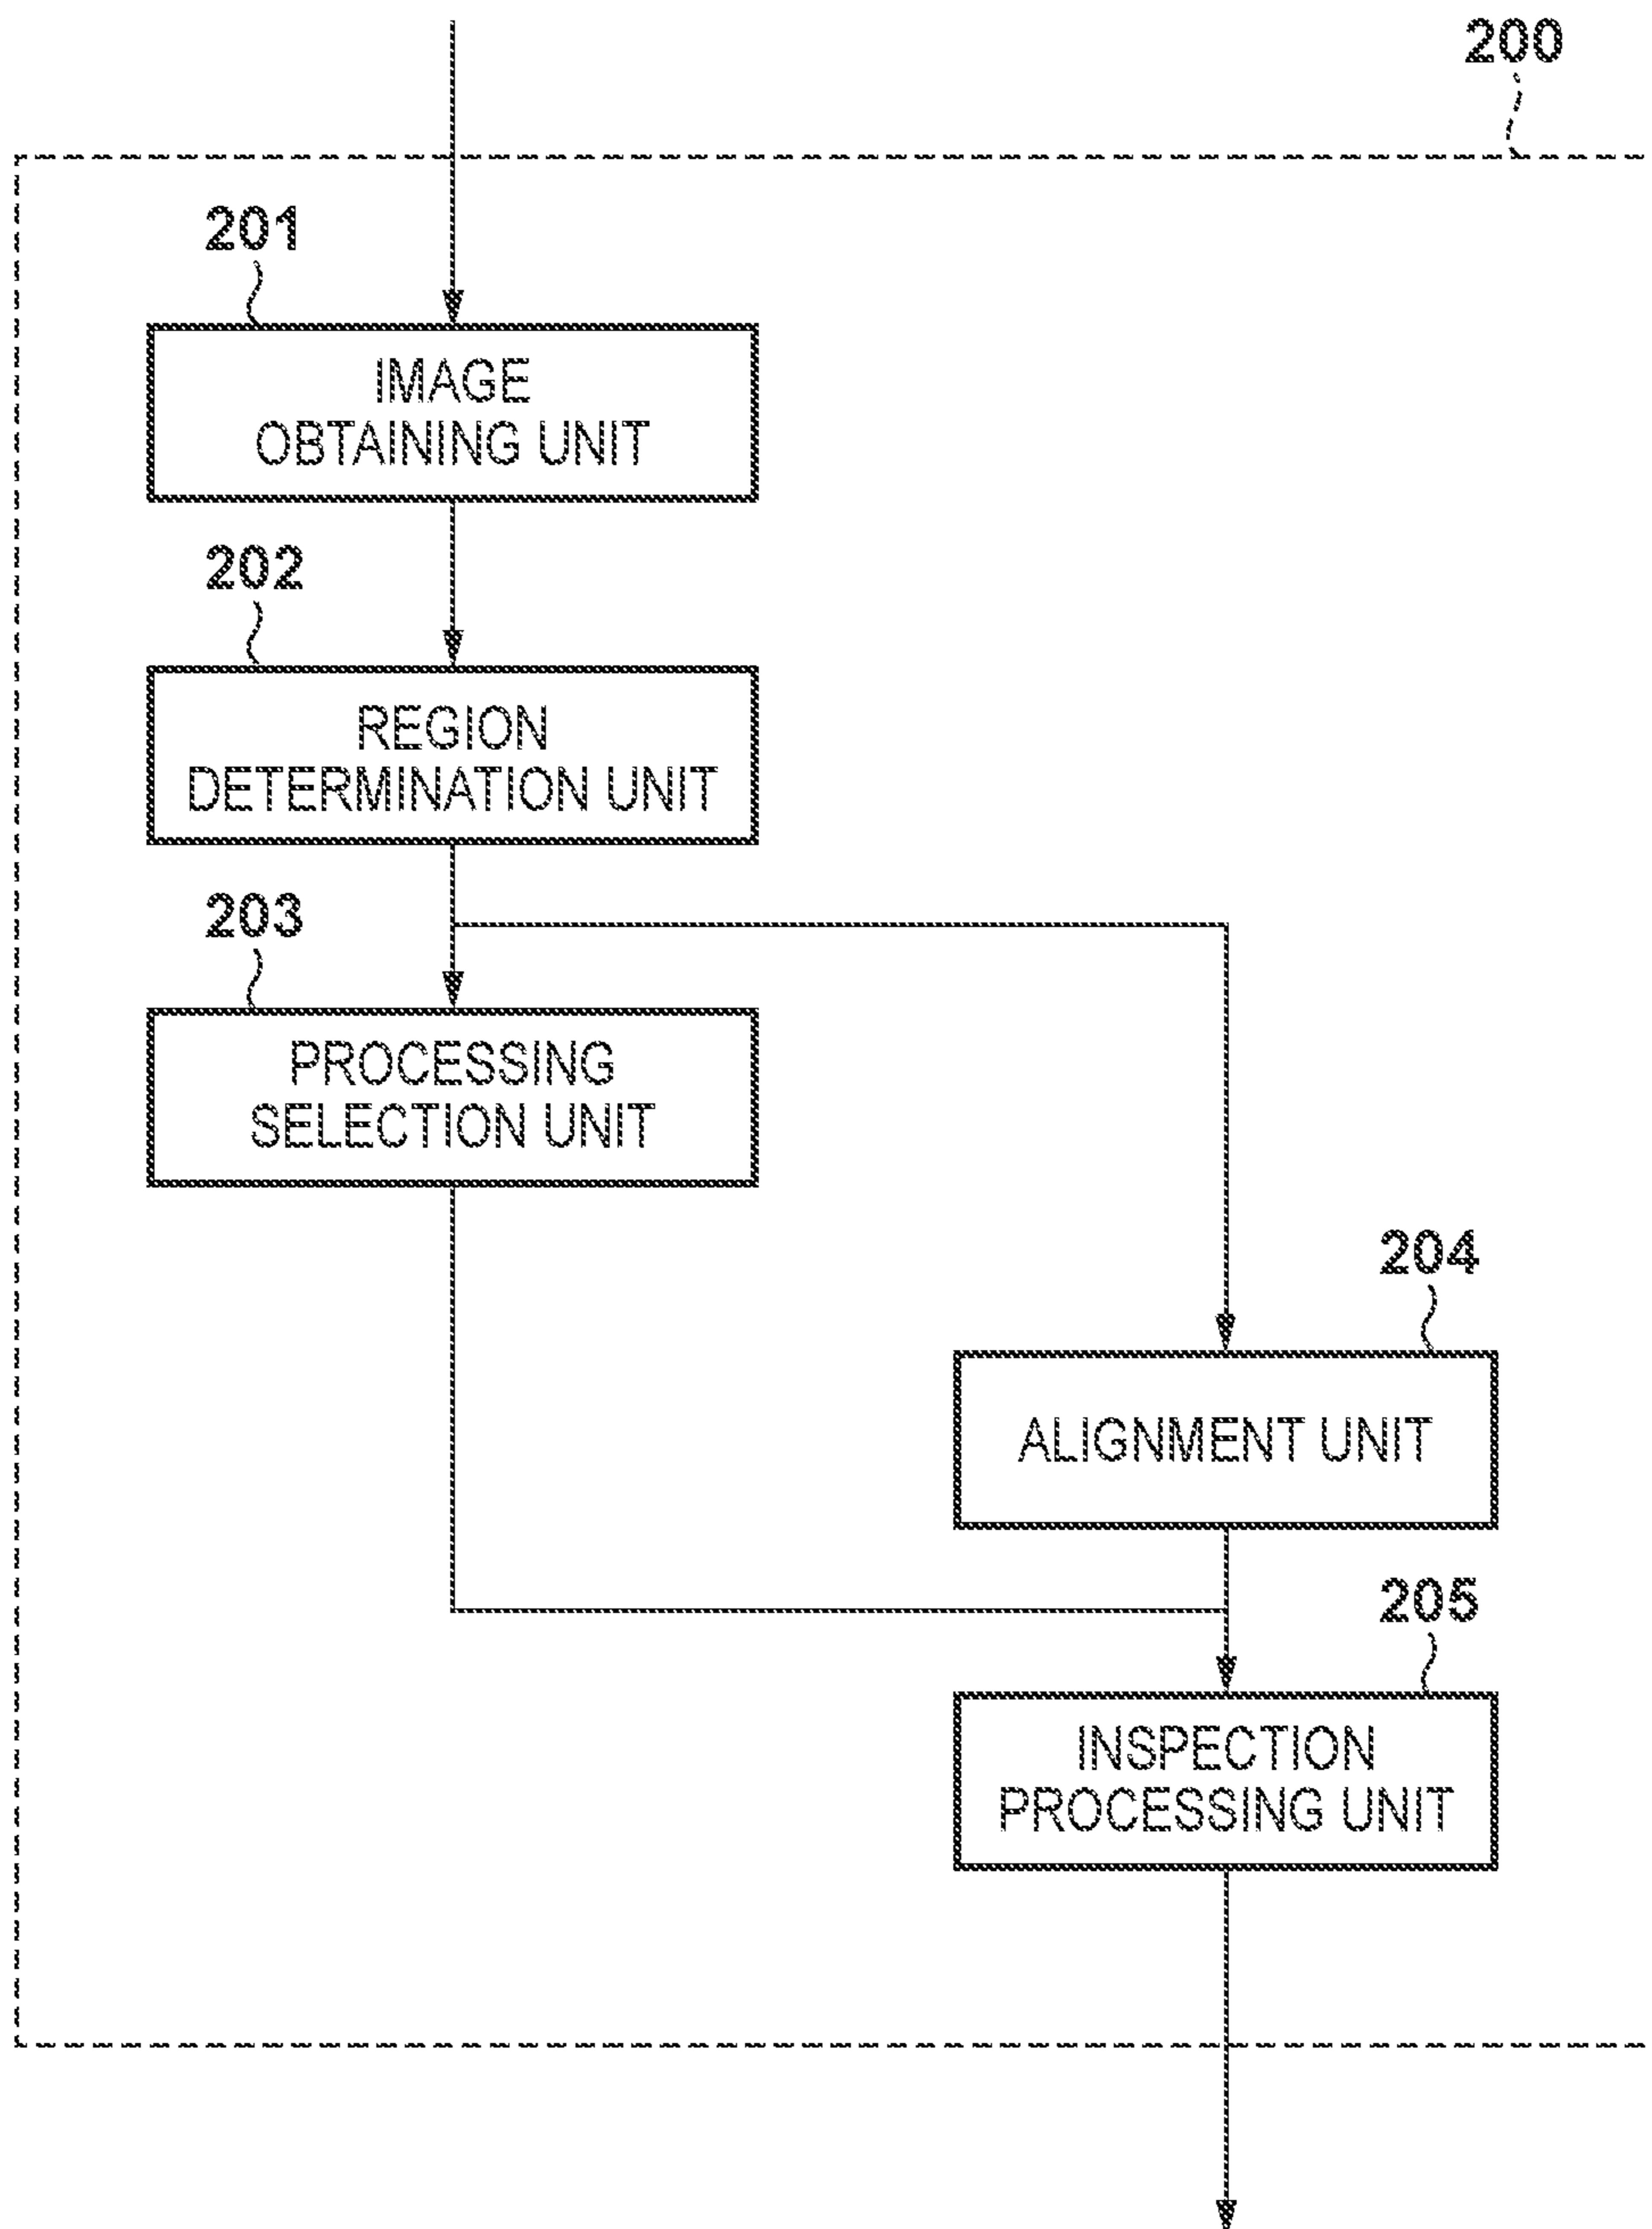 200
201
IMAGE
OBTAINING UNIT
202
REGION
DETERMINATION UNIT
203
PROCESSING
SELECTION UNIT
204
ALIGNMENT UNIT
205
INSPECTION
PROCESSING UNIT